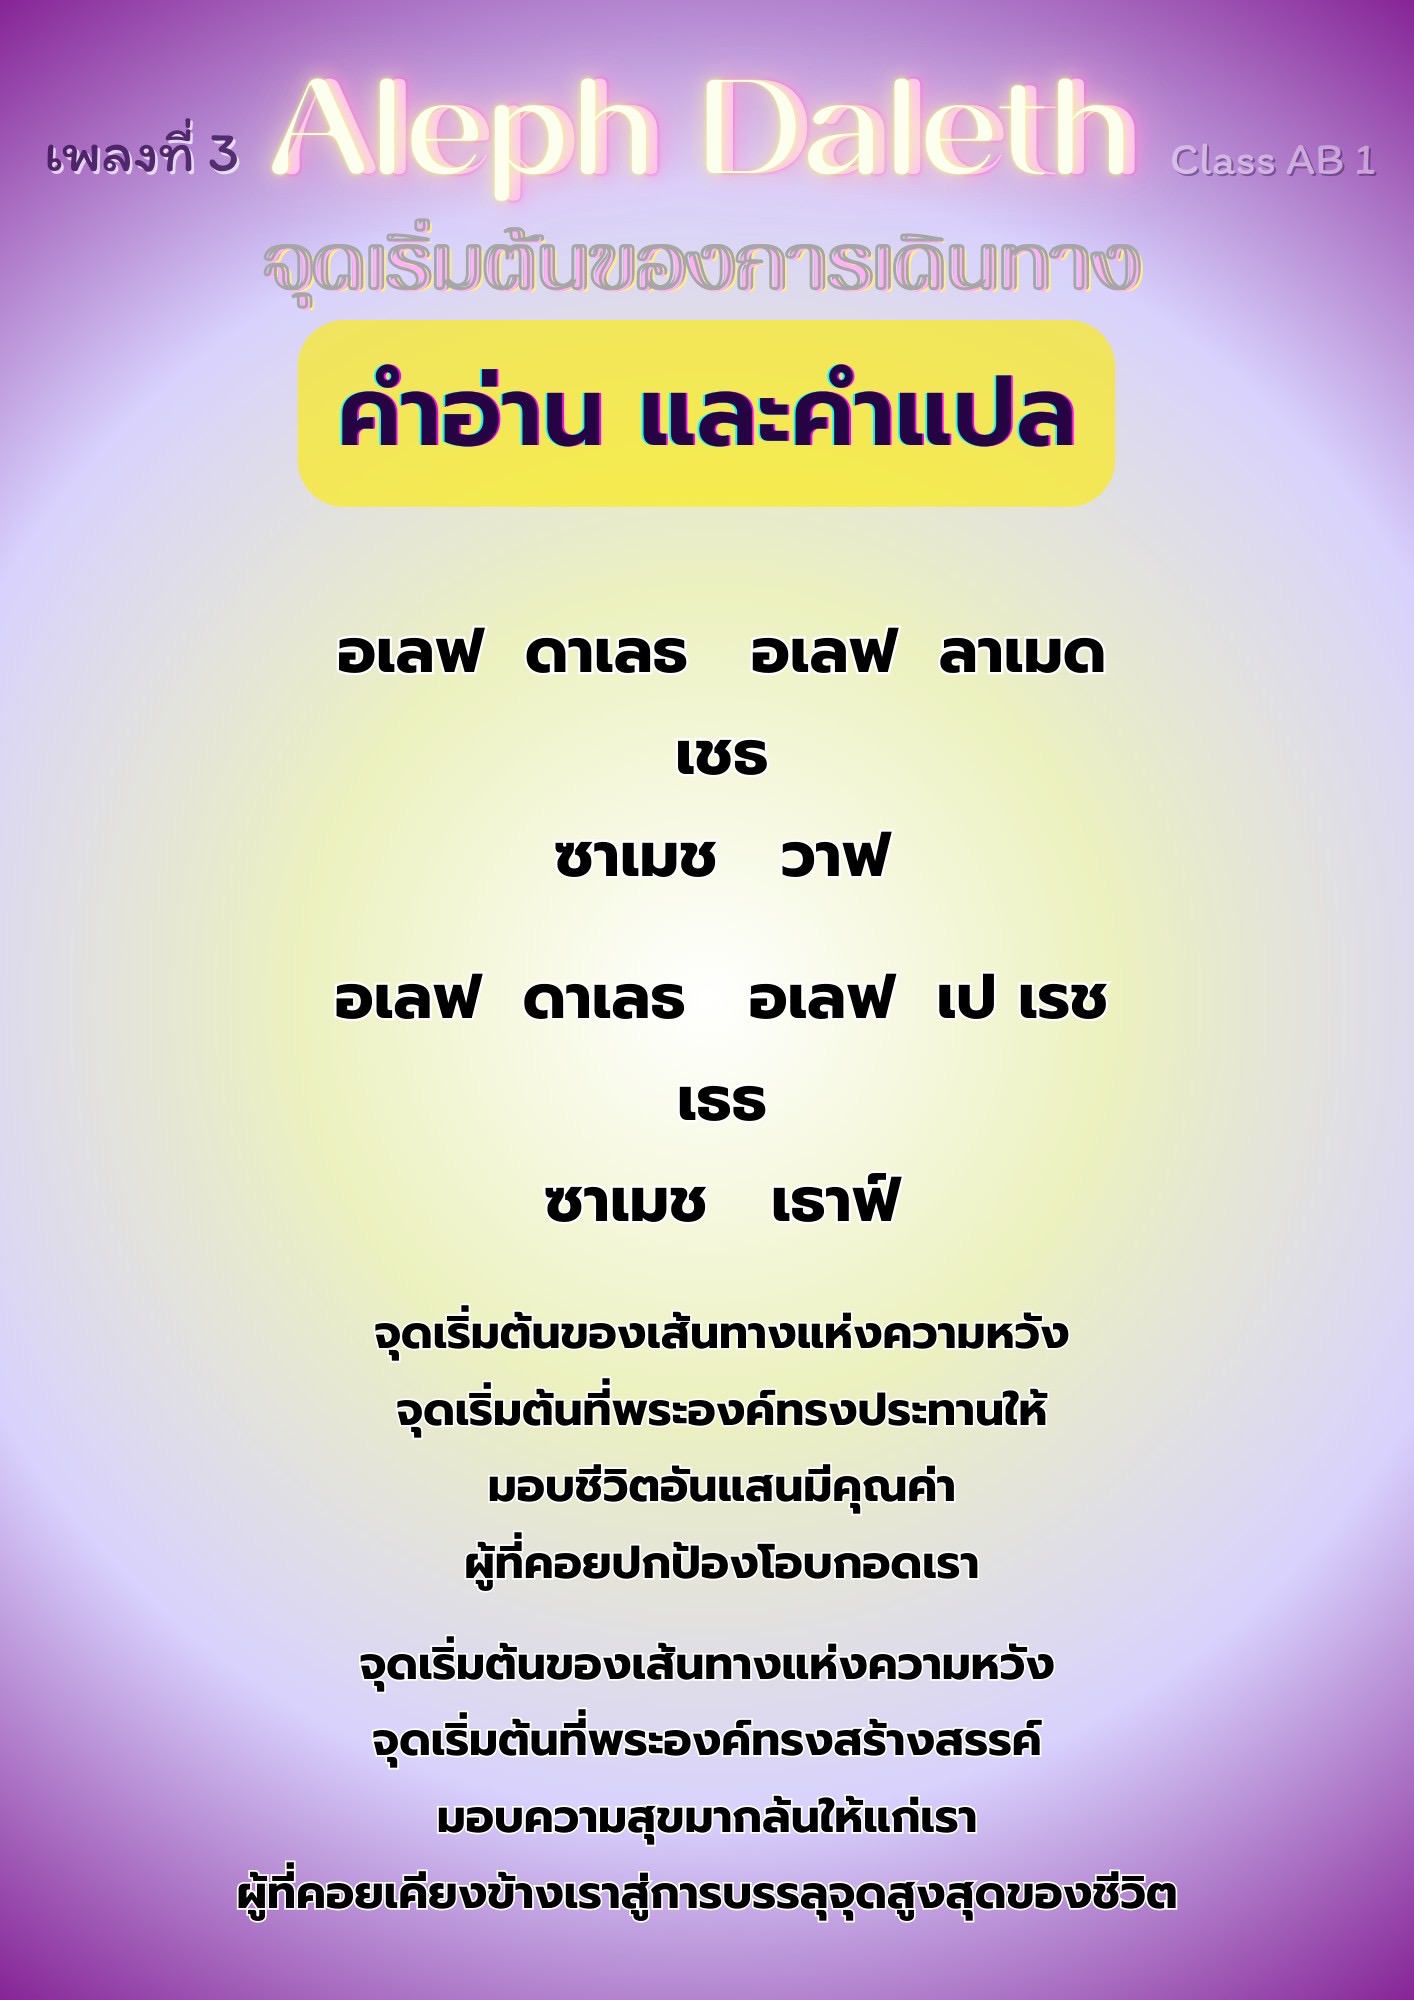 เพลงที่ 3 Aleph Daleth Class AB 1
จุดเริ่มต้นของการเดินทาง
คำอ่าน และคำแปล
อเลฟ ดาเลธ อเลฟ ลาเมด
เชธ
ซาเมช วาฟ
อเลฟ ดาเลธ อเลฟ เป เรช
เธธ
ซาเมช เธาฟ์
จุดเริ่มต้นของเส้นทางแห่งความหวัง
จุดเริ่มต้นที่พระองค์ทรงประทานให้
มอบชีวิตอันแสนมีคุณค่า
ผู้ที่คอยปกป้องโอบกอดเรา
จุดเริ่มต้นของเส้นทางแห่งความหวัง
จุดเริ่มต้นที่พระองค์ทรงสร้างสรรค์
มอบความสุขมากล้นให้แก่เรา
ผู้ที่คอยเคียงข้างเราสู่การบรรลุจุดสูงสุดของชีวิต